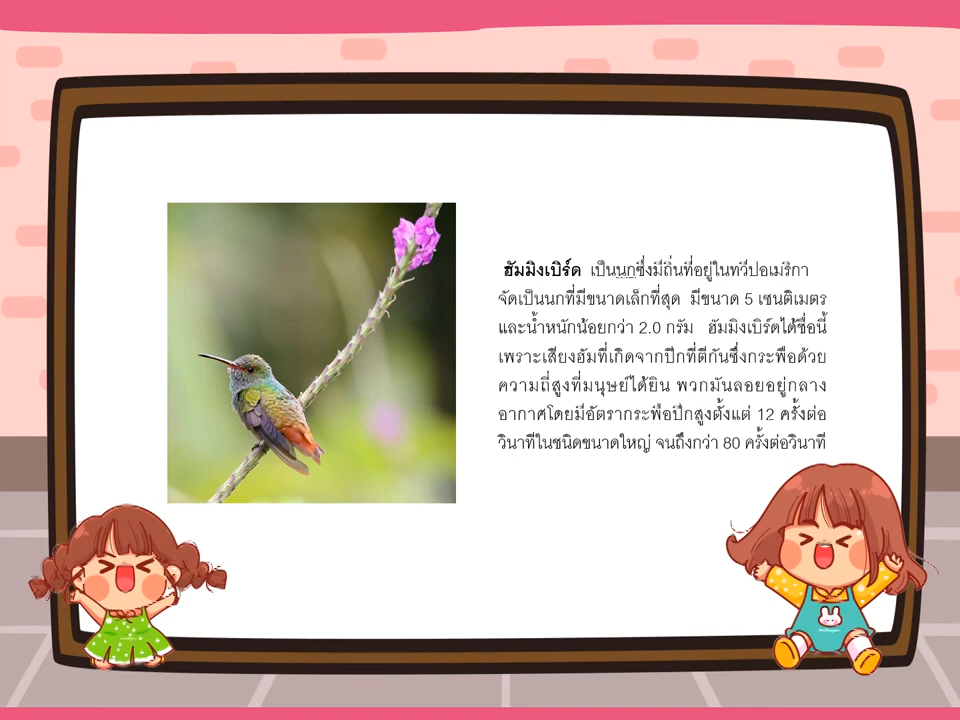 ฮัมมิงเบิร์ด เป็นนกซึ่งมีถิ่นที่อยู่ในทวีปอเมริกา
จัดเป็นนกที่มีขนาดเล็กที่สุด มีขนาด 5 เซนติเมตร
และน้ำหนักน้อยกว่า 2.0 กรัม ฮัมมิงเบิร์ดได้ชื่อนี้
เพราะเสียงฮัมที่เกิดจากปีกที่ตีกันซึ่งกระพือด้วย
ความถี่สูงที่มนุษย์ได้ยิน พวกมันลอยอยู่กลาง
อากาศโดยมีอัตรากระพือปีกสูงตั้งแต่ 12 ครั้งต่อ
วินาทีในชนิดขนาดใหญ่ จนถึงกว่า 80 ครั้งต่อวินาที